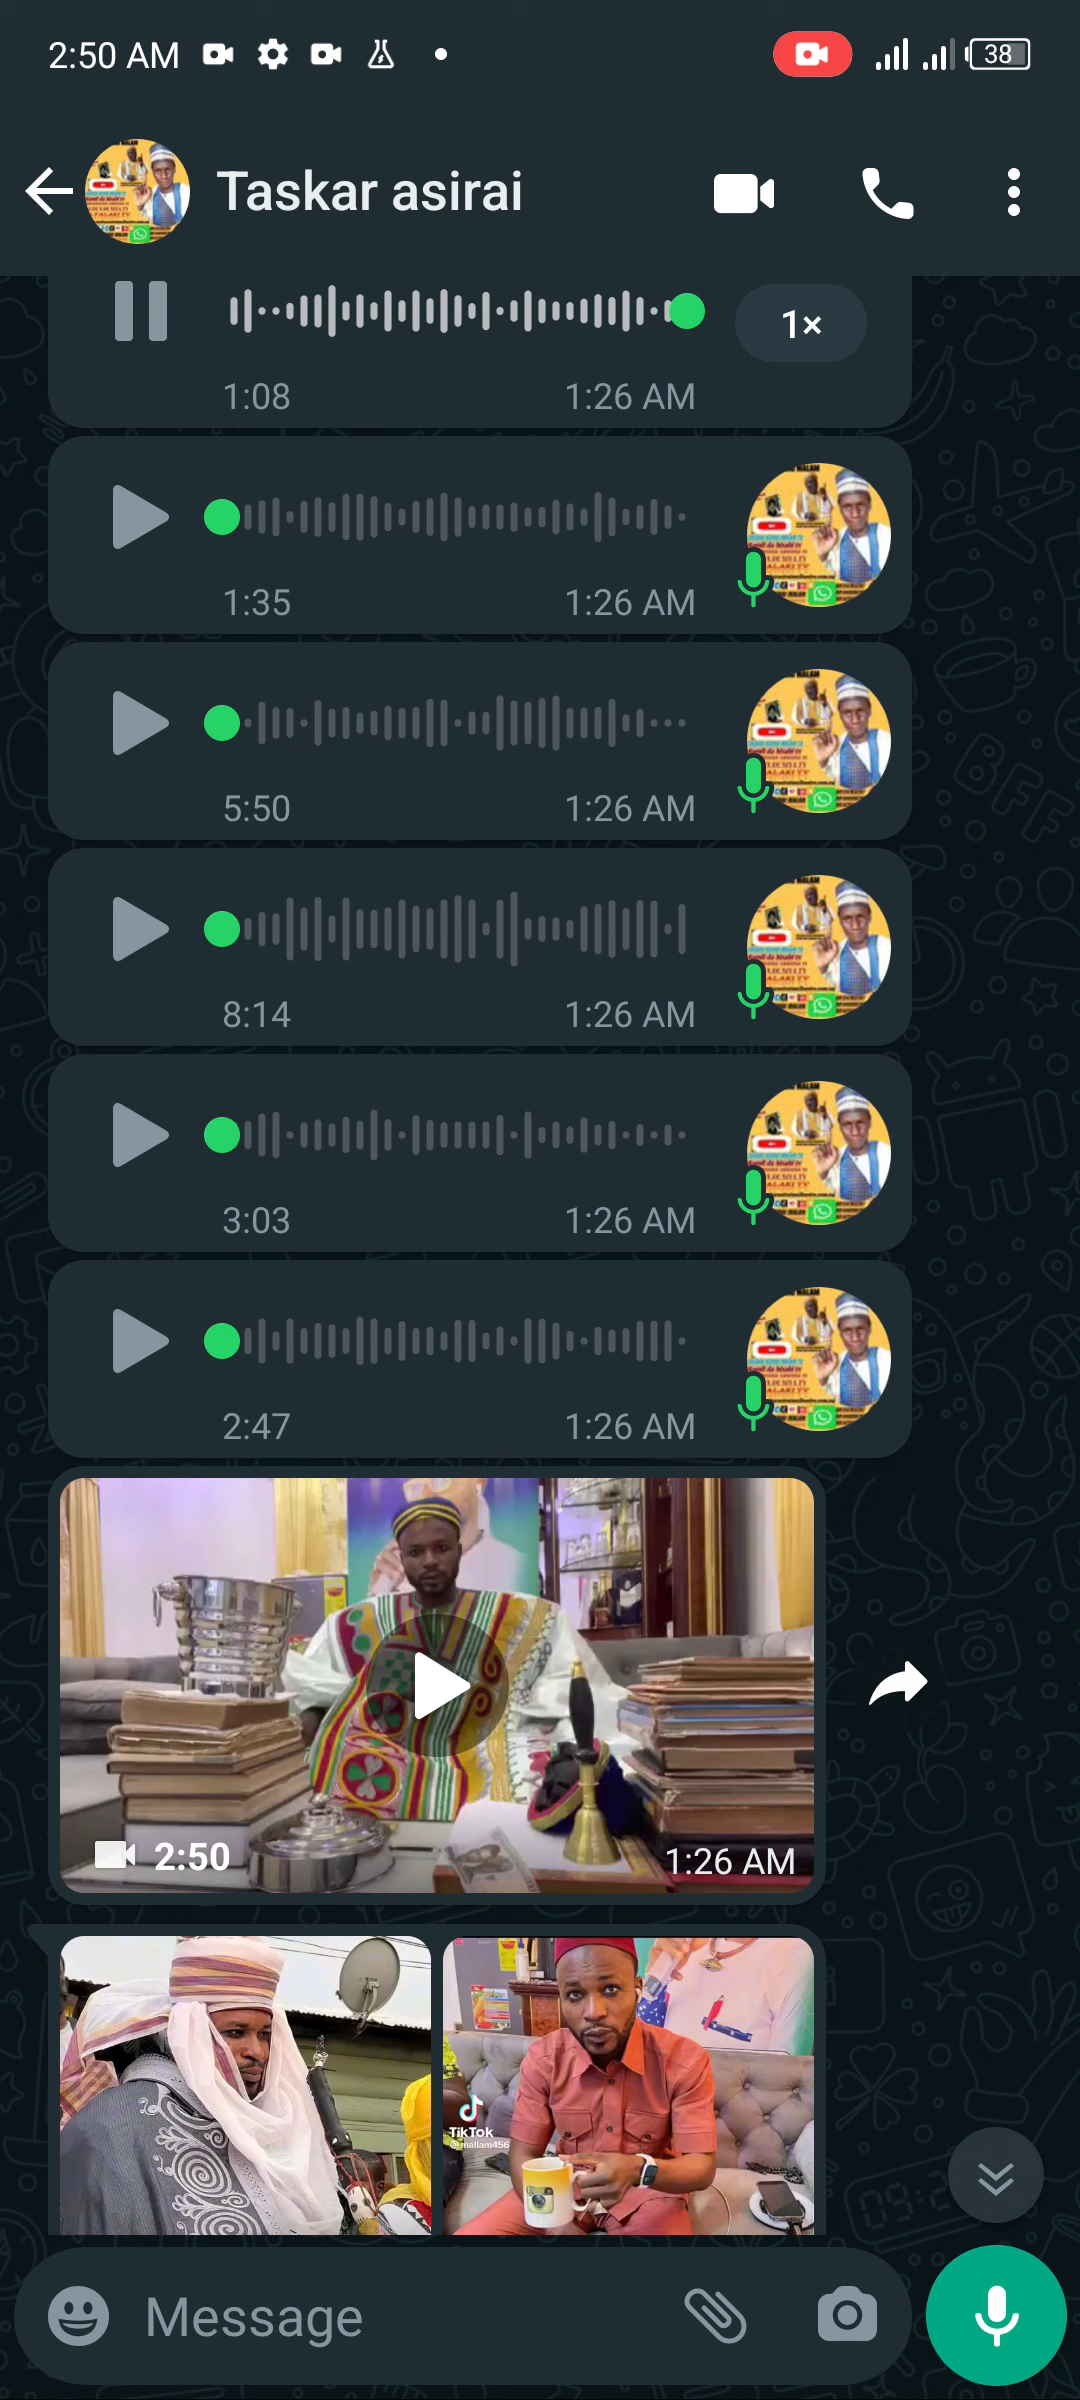 2:50 AM
38
Taskar asirai
1×
1:08 1:26 AM
1:35 1:26 AM
5:50 1:26 AM
8:14 1:26 AM
3:03 1:26 AM
2:47 1:26 AM
2:50 1:26 AM
TikTok
@mallam456
Message